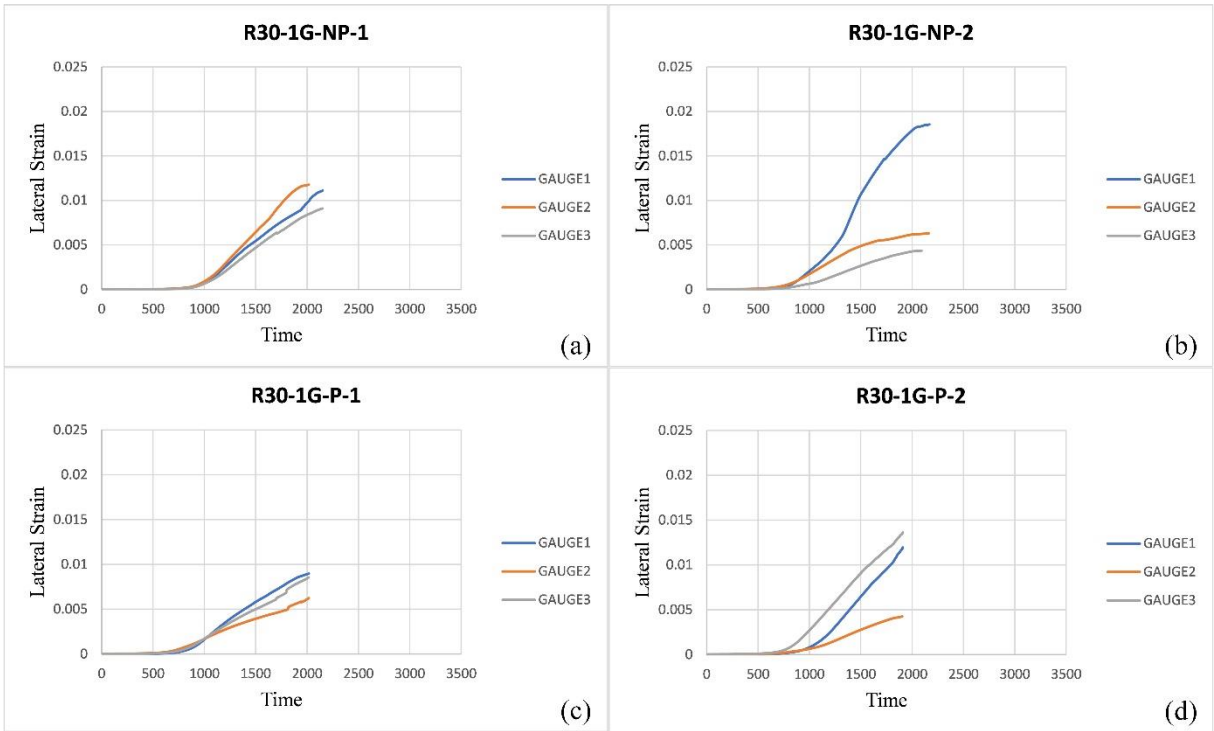 R30-1G-NP-1
0.025
0.02
0.015
0.01
0.005
0
Lateral Strain
0 500 1000 1500 2000 2500 3000 3500
Time
GAUGE1
GAUGE2
GAUGE3
(a)
R30-1G-NP-2
0.025
0.02
0.015
0.01
0.005
0
Lateral Strain
0 500 1000 1500 2000 2500 3000 3500
Time
GAUGE1
GAUGE2
GAUGE3
(b)
R30-1G-P-1
0.025
0.02
0.015
0.01
0.005
0
Lateral Strain
0 500 1000 1500 2000 2500 3000 3500
Time
GAUGE1
GAUGE2
GAUGE3
(c)
R30-1G-P-2
0.025
0.02
0.015
0.01
0.005
0
Lateral Strain
0 500 1000 1500 2000 2500 3000 3500
Time
GAUGE1
GAUGE2
GAUGE3
(d)